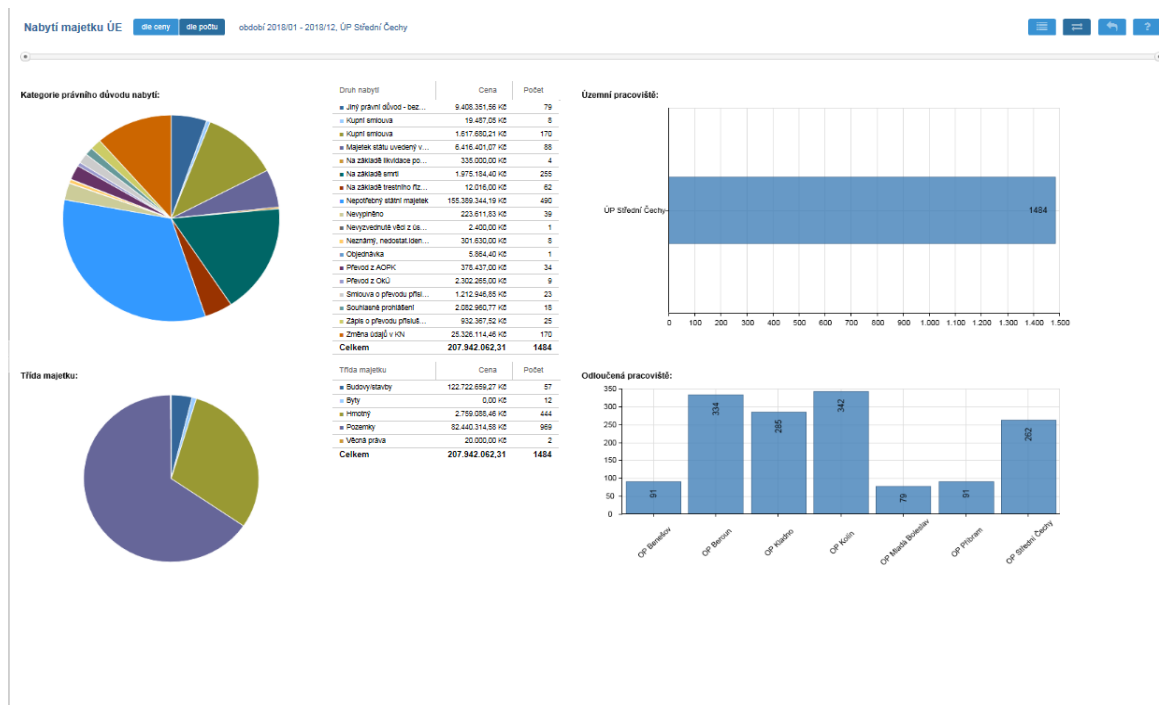 Nabytí majetku ÚE dle ceny dle počtu období 2018/01 - 2018/12, ÚP Střední Čechy ?
Kategorie právního důvodu nabytí:
Druh nabytí Cena Počet
Jiný právní důvod - bez... 9.408.351,56 Kč 79
Kupní smlouva 19.487,05 Kč 8
Kupní smlouva 1.617.680,21 Kč 170
Majetek státu uvedený v... 6.416.401,07 Kč 88
Na základě likvidace po... 335.000,00 Kč 4
Na základě smrti 1.975.184,40 Kč 255
Na základě trestního říz... 12.016,00 Kč 62
Nepotřebný státní majetek 155.389.344,19 Kč 490
Nevyplněno 223.611,83 Kč 39
Nevyzvednuté věci z ús... 2.400,00 Kč 1
Neznámý, nedostat.iden... 301.630,00 Kč 8
Objednávka 5.864,40 Kč 1
Převod z AOPK 378.437,00 Kč 34
Převod z OkÚ 2.302.265,00 Kč 9
Smlouva o převodu přísl... 1.212.946,85 Kč 23
Souhlasné prohlášení 2.082.960,77 Kč 18
Zápis o převodu přísluš... 932.367,52 Kč 25
Změna údajů v KN 25.326.114,46 Kč 170
Celkem 207.942.062,31 1484
Územní pracoviště:
ÚP Střední Čechy
1484
0 100 200 300 400 500 600 700 800 900 1.000 1.100 1.200 1.300 1.400 1.500
Třída majetku:
Třída majetku Cena Počet
Budovy/stavby 122.722.659,27 Kč 57
Byty 0,00 Kč 12
Hmotný 2.759.088,46 Kč 444
Pozemky 82.440.314,58 Kč 969
Věcná práva 20.000,00 Kč 2
Celkem 207.942.062,31 1484
Odloučená pracoviště:
350
300
250
200
150
100
50
0
91 334 285 342 79 91 262
OP Benešov OP Beroun OP Kladno OP Kolín OP Mladá Boleslav OP Příbram OP Střední Čechy